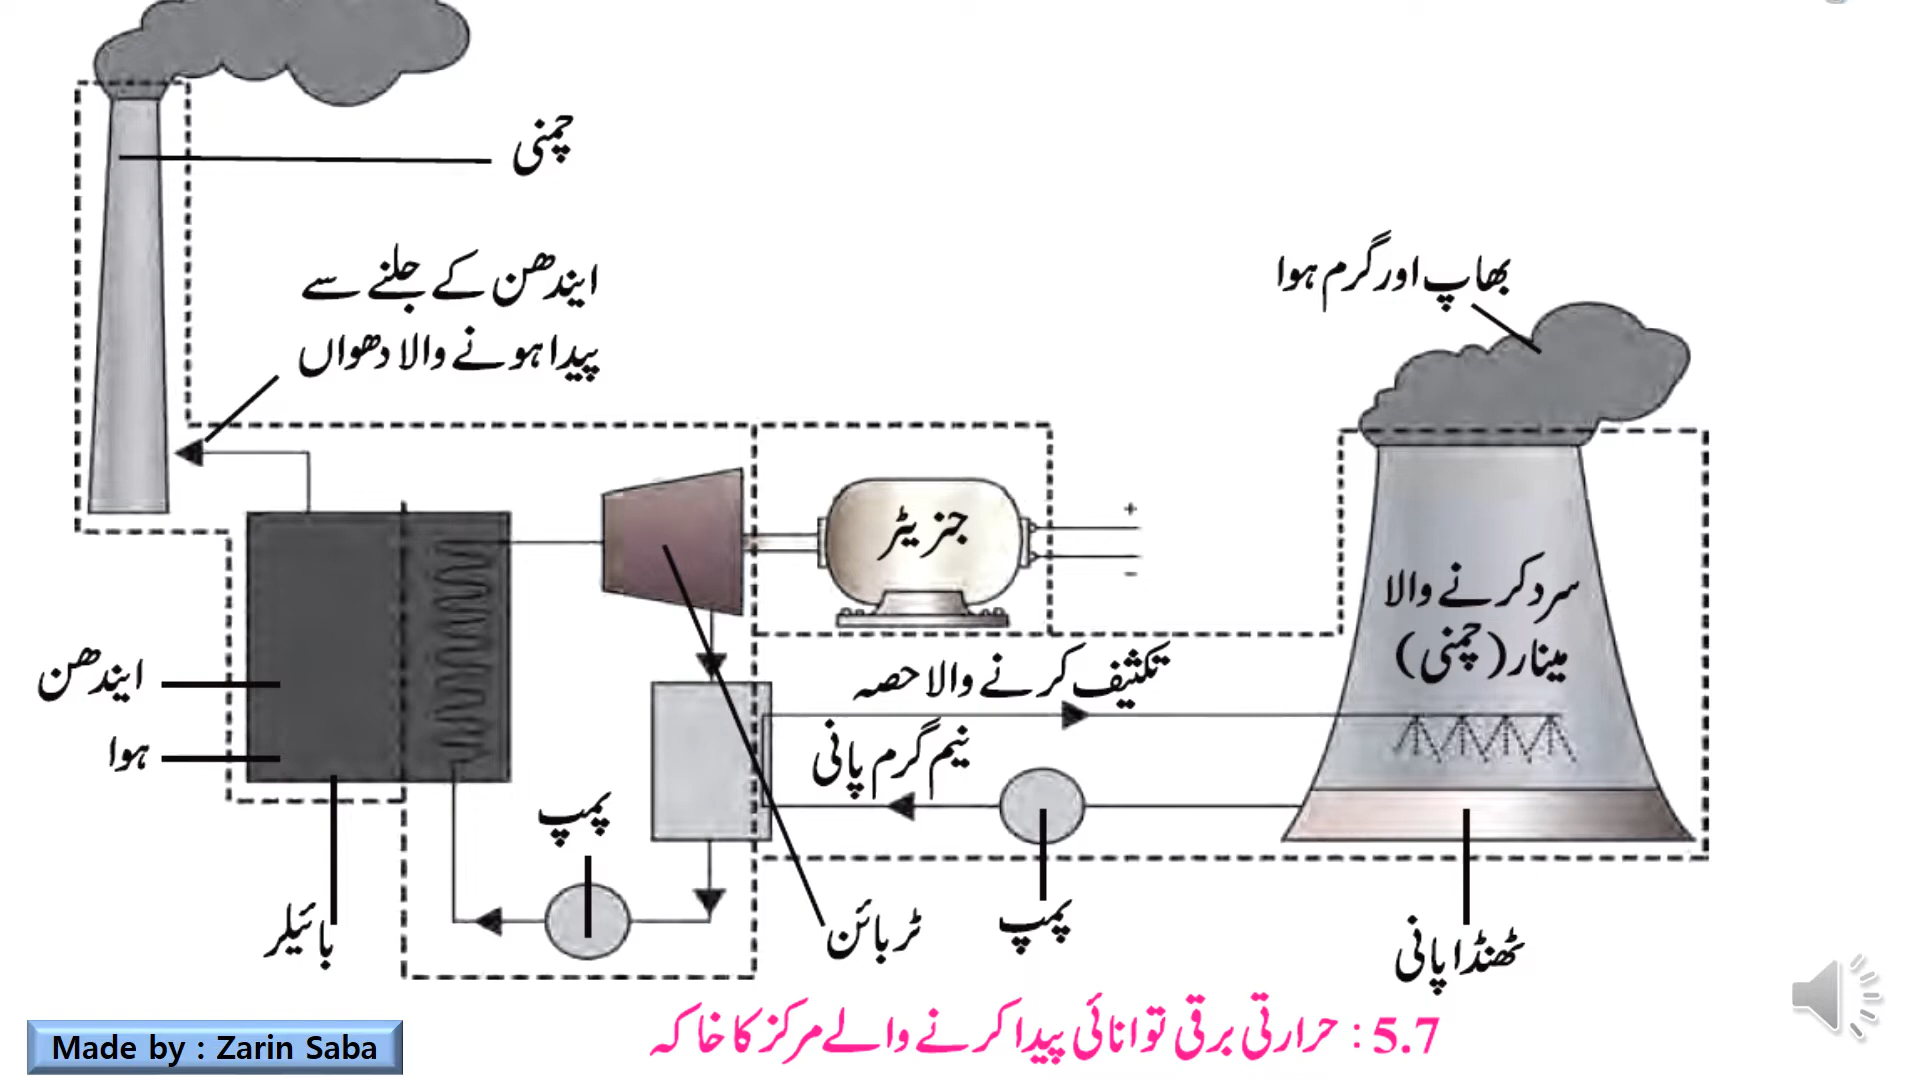 چمنی
ایندھن کے جلنے سے
پیدا ہونے والا دھواں
بھاپ اور گرم ہوا
جنریٹر
+
−
سرد کرنے والا
مینار (چمنی)
تکثیف کرنے والا حصہ
ایندھن
نیم گرم پانی
ہوا
پمپ
بائیلر
ٹربائن
پمپ
ٹھنڈا پانی
5.7 : حرارتی برقی توانائی پیدا کرنے والے مرکز کا خاکہ
Made by : Zarin Saba